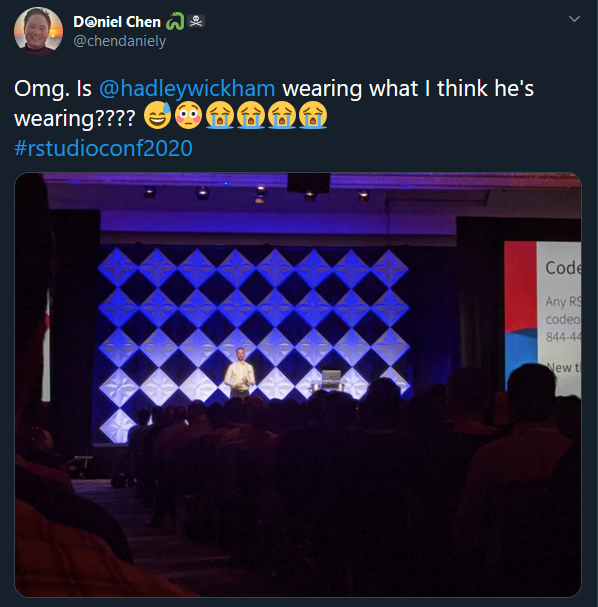 D@niel Chen 🐍☠
@chendaniely
Omg. Is @hadleywickham wearing what I think he's
wearing???? 😅😳😭😭😭😭
#rstudioconf2020
Code
Any RS
codeo
844-44
New t